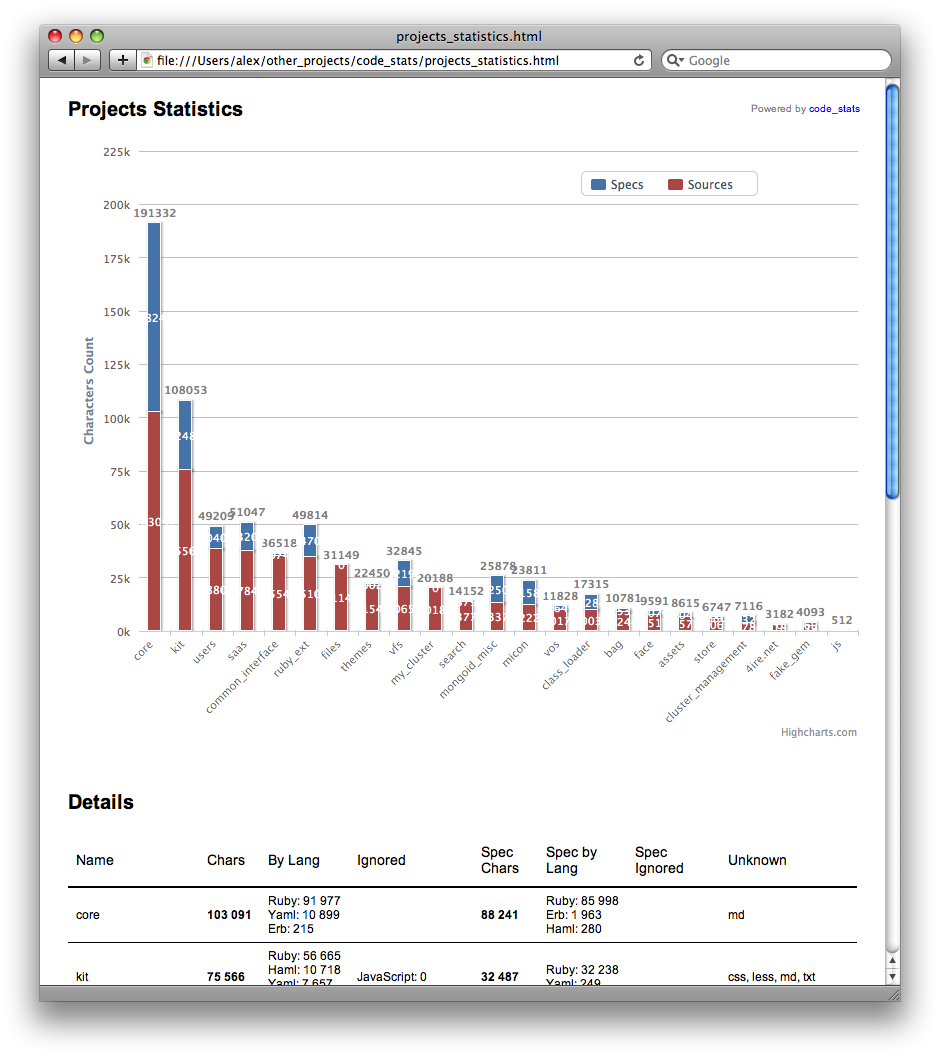 projects_statistics.html
file:///Users/alex/other_projects/code_stats/projects_statistics.html
Google
Projects Statistics
Powered by code_stats
225k
200k
175k
150k
125k
100k
75k
50k
25k
0k
Characters Count
Specs Sources
191332
108053
49209
51047
36518
49814
31149
22450
32845
20188
14152
25878
23811
11828
17315
10781
9591
8615
6747
7116
3182
4093
512
core
kit
users
saas
common_interface
ruby_ext
files
themes
vfs
my_cluster
search
mongoid_misc
micon
vos
class_loader
bag
face
assets
store
cluster_management
4ire.net
fake_gem
js
Highcharts.com
Details
Name Chars By Lang Ignored Spec Chars Spec by Lang Spec Ignored Unknown
core 103 091 Ruby: 91 977 88 241 Ruby: 85 998 md
Yaml: 10 899 Erb: 1 963
Erb: 215 Haml: 280
kit 75 566 Ruby: 56 665 JavaScript: 0 32 487 Ruby: 32 238 css, less, md, txt
Haml: 10 718 Yaml: 249
Yaml: 7 657